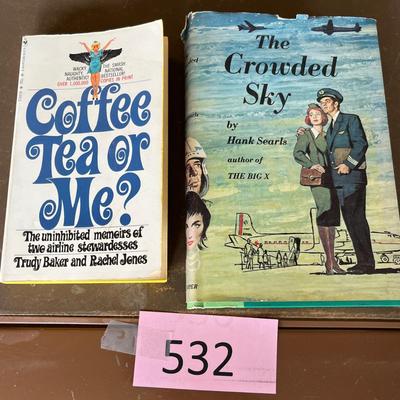 WACKY,
NAUGHTY,
AUTHENTIC!
THE SMASH
NATIONAL
BESTSELLER!
OVER 1,000,000 COPIES IN PRINT
Coffee
Tea or
Me?
The uninhibited memoirs of
two airline stewardesses
Trudy Baker and Rachel Jones
The
Crowded
Sky
by
Hank Searls
author of
THE BIG X
532